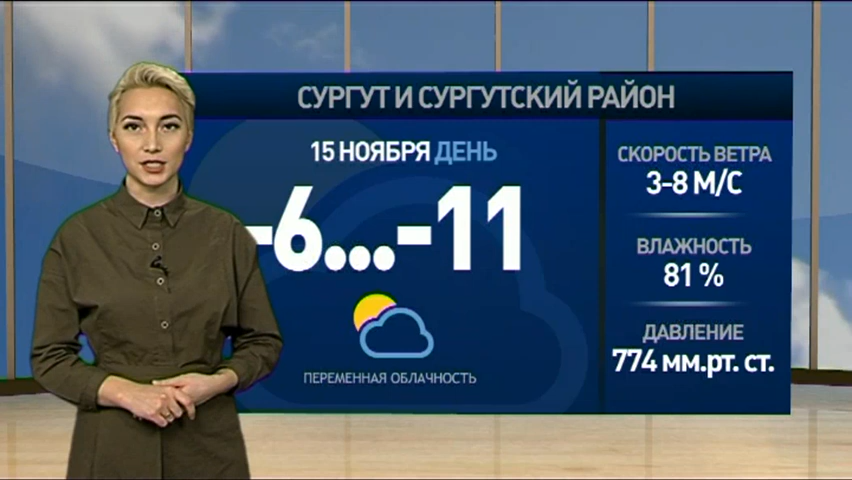 СУРГУТ И СУРГУТСКИЙ РАЙОН
15 НОЯБРЯ ДЕНЬ
-6...-11
ПЕРЕМЕННАЯ ОБЛАЧНОСТЬ
СКОРОСТЬ ВЕТРА
3-8 М/С
ВЛАЖНОСТЬ
81 %
ДАВЛЕНИЕ
774 мм.рт. ст.